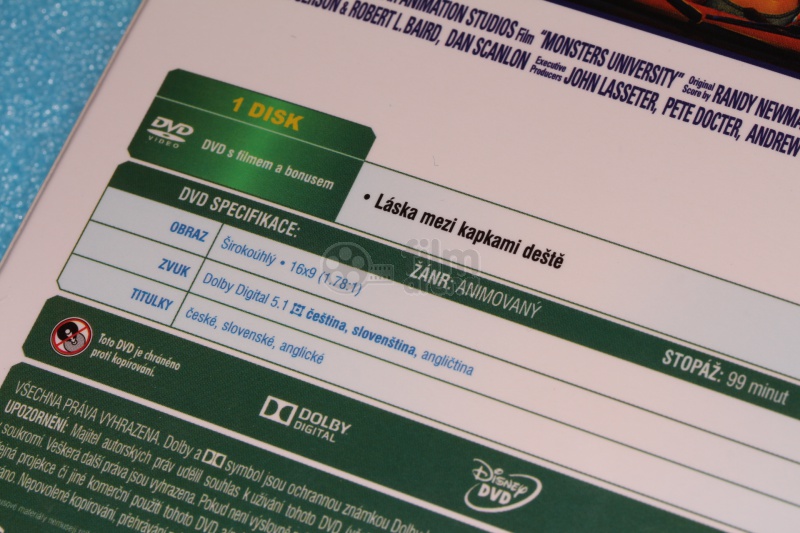 ANIMATION STUDIOS Film "MONSTERS UNIVERSITY" Original Score by RANDY NEWMA
& ROBERT L. BAIRD, DAN SCANLON Executive Producers JOHN LASSETER, PETE DOCTER, ANDREW
1 DISK
DVD VIDEO
DVD s filmem a bonusem
• Láska mezi kapkami deště
DVD SPECIFIKACE:
ŽÁNR: ANIMOVANÝ
STOPÁŽ: 99 minut
OBRAZ Širokoúhlý • 16x9 (1.78:1)
ZVUK Dolby Digital 5.1 čeština, slovenština, angličtina
TITULKY české, slovenské, anglické
Toto DVD je chráněno
proti kopírování.
DOLBY
DIGITAL
Disney
DVD
VŠECHNA PRÁVA VYHRAZENA. Dolby a symbol jsou ochrannou známkou Dolby
UPOZORNĚNÍ: Majitel autorských práv udělil souhlas k užívání tohoto DVD
soukromí. Veškerá další práva jsou vyhrazena. Pokud není výslovně
projekce či jiné komerční použití tohoto DVD
Nepovolené kopírování, přehrávání
film